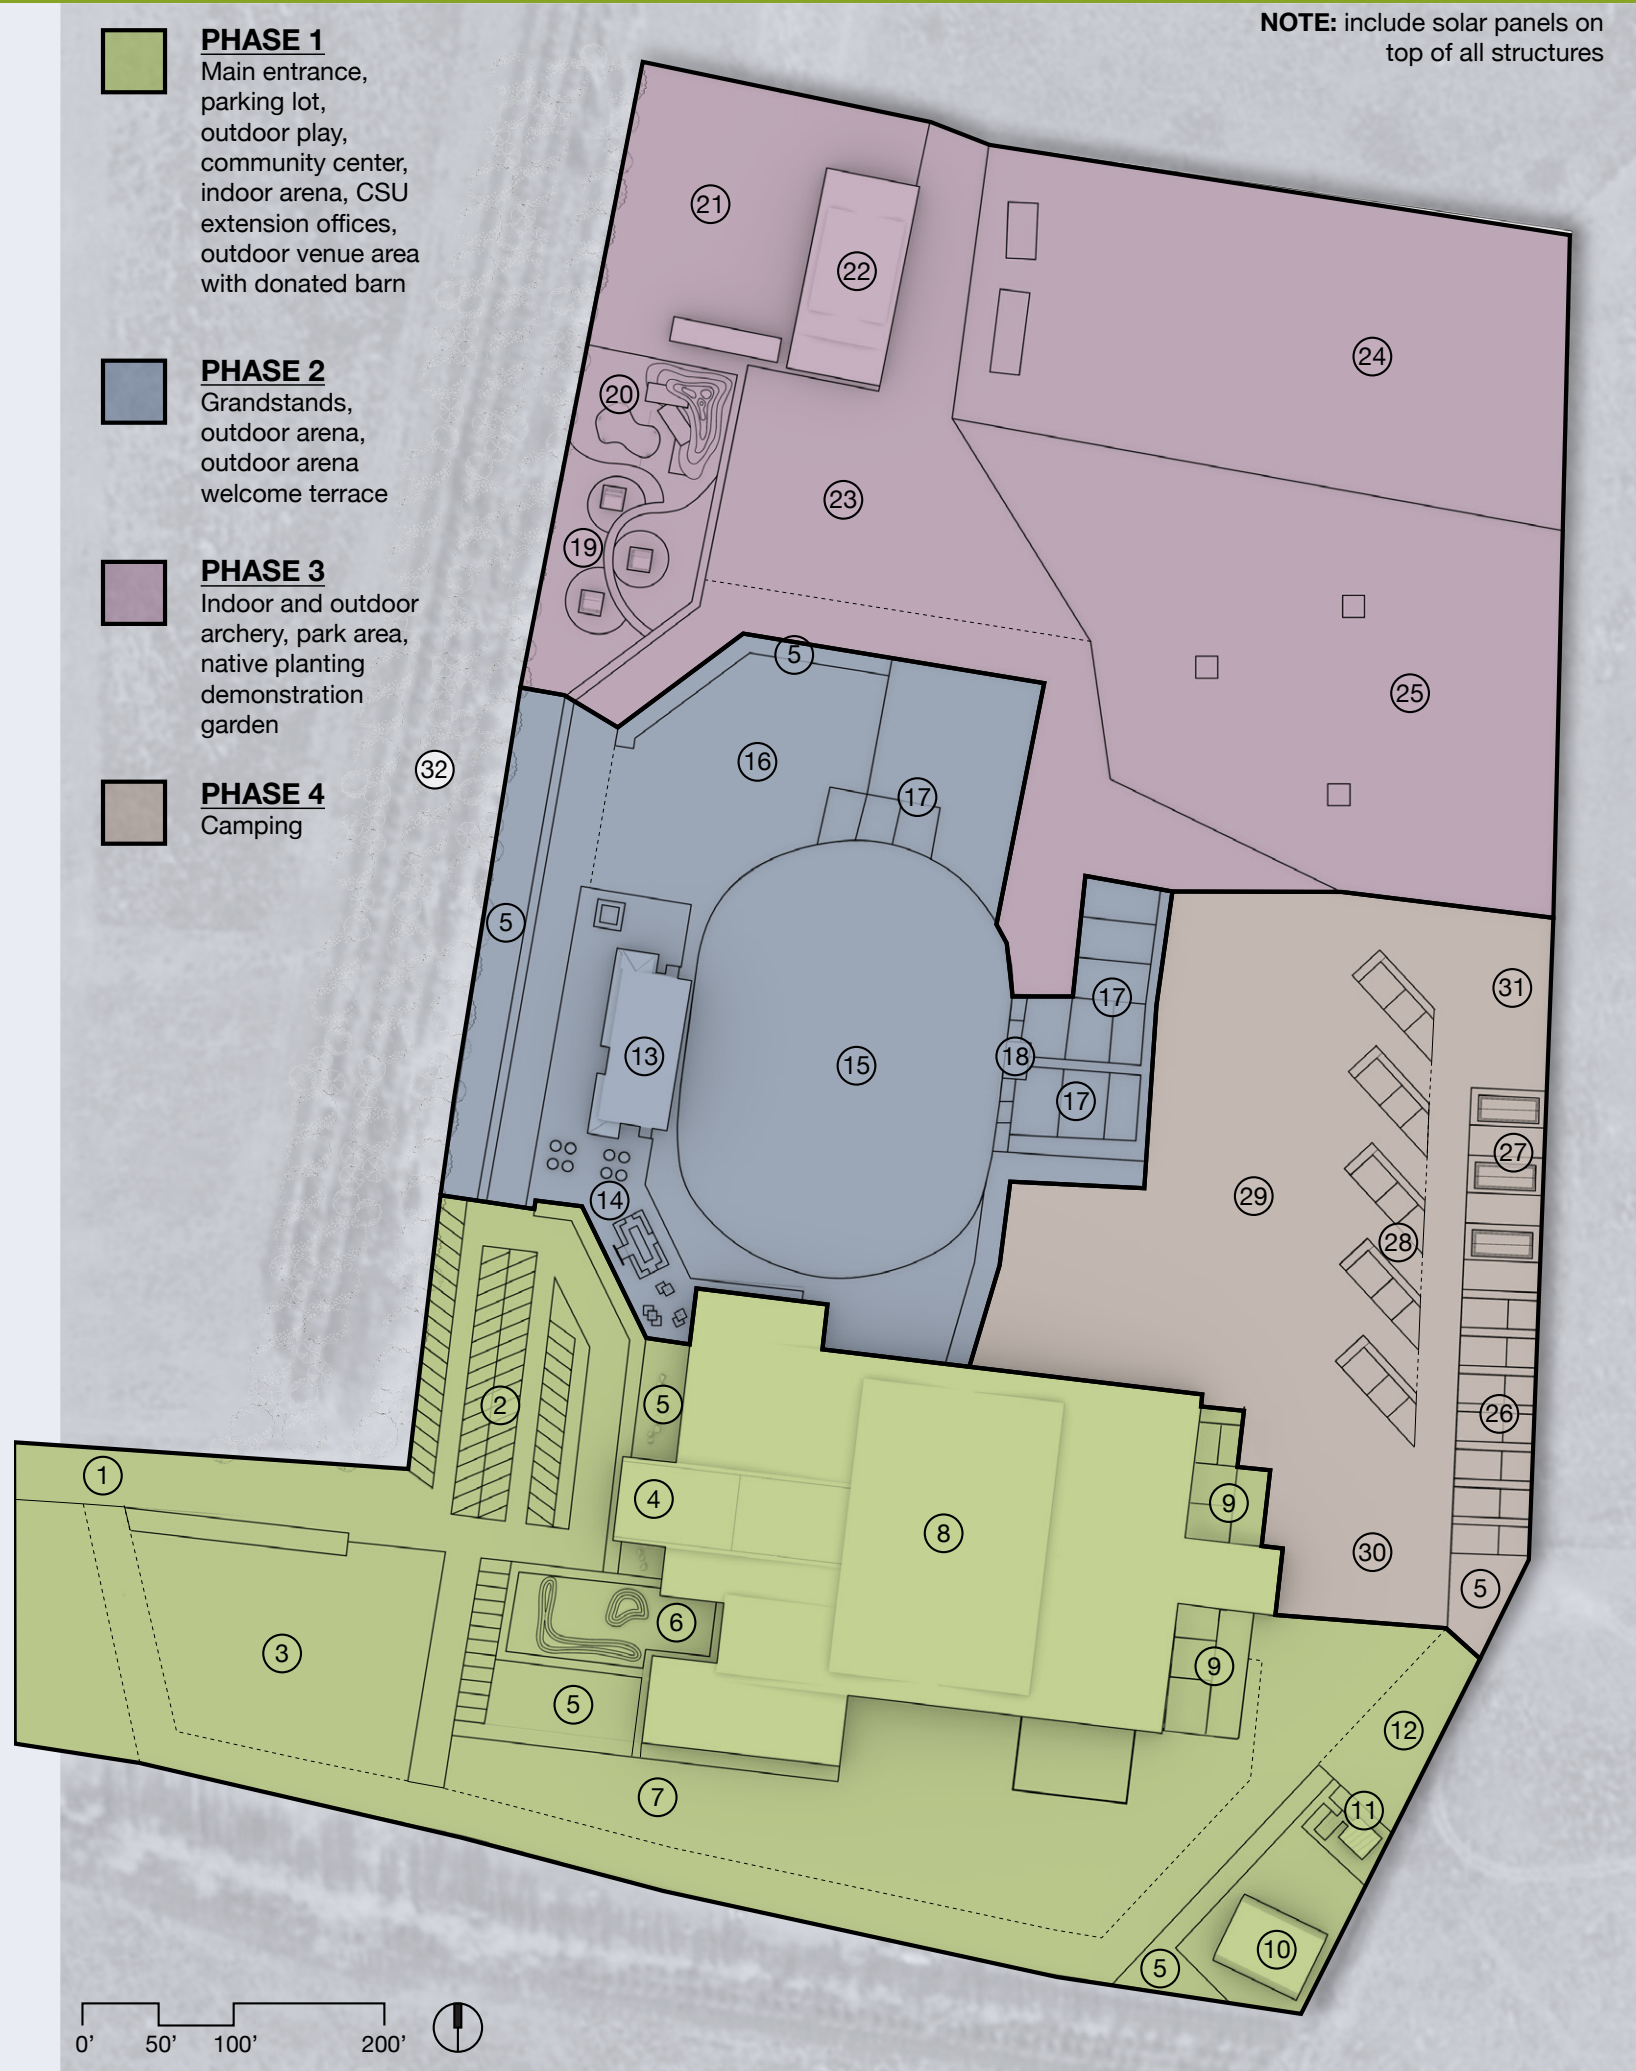 NOTE: include solar panels on
top of all structures
PHASE 1
Main entrance,
parking lot,
outdoor play,
community center,
indoor arena, CSU
extension offices,
outdoor venue area
with donated barn
PHASE 2
Grandstands,
outdoor arena,
outdoor arena
welcome terrace
PHASE 3
Indoor and outdoor
archery, park area,
native planting
demonstration
garden
PHASE 4
Camping
21
22
24
20
23
19
5
25
16
32
17
5
31
17
13
15
18
17
27
14
29
28
2
5
26
1
4
8
9
30
5
6
3
9
5
12
7
11
10
5
0’ 50’ 100’ 200’